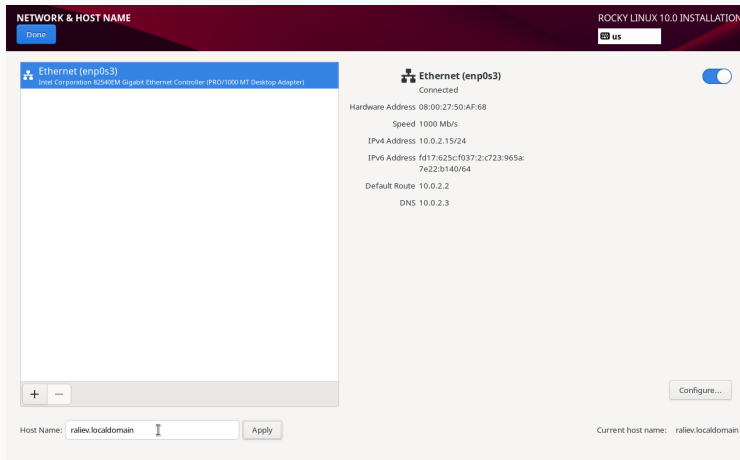 NETWORK & HOST NAME
ROCKY LINUX 10.0 INSTALLATION
Done
us
Ethernet (enp0s3)
Intel Corporation 82540EM Gigabit Ethernet Controller (PRO/1000 MT Desktop Adapter)
Ethernet (enp0s3)
Connected
Hardware Address 08:00:27:50:AF:68
Speed 1000 Mb/s
IPv4 Address 10.0.2.15/24
IPv6 Address fd17:625c:f037:2:c723:965a:
7e22:b140/64
Default Route 10.0.2.2
DNS 10.0.2.3
+ −
Configure...
Host Name: raliev.localdomain Apply Current host name: raliev.localdomain